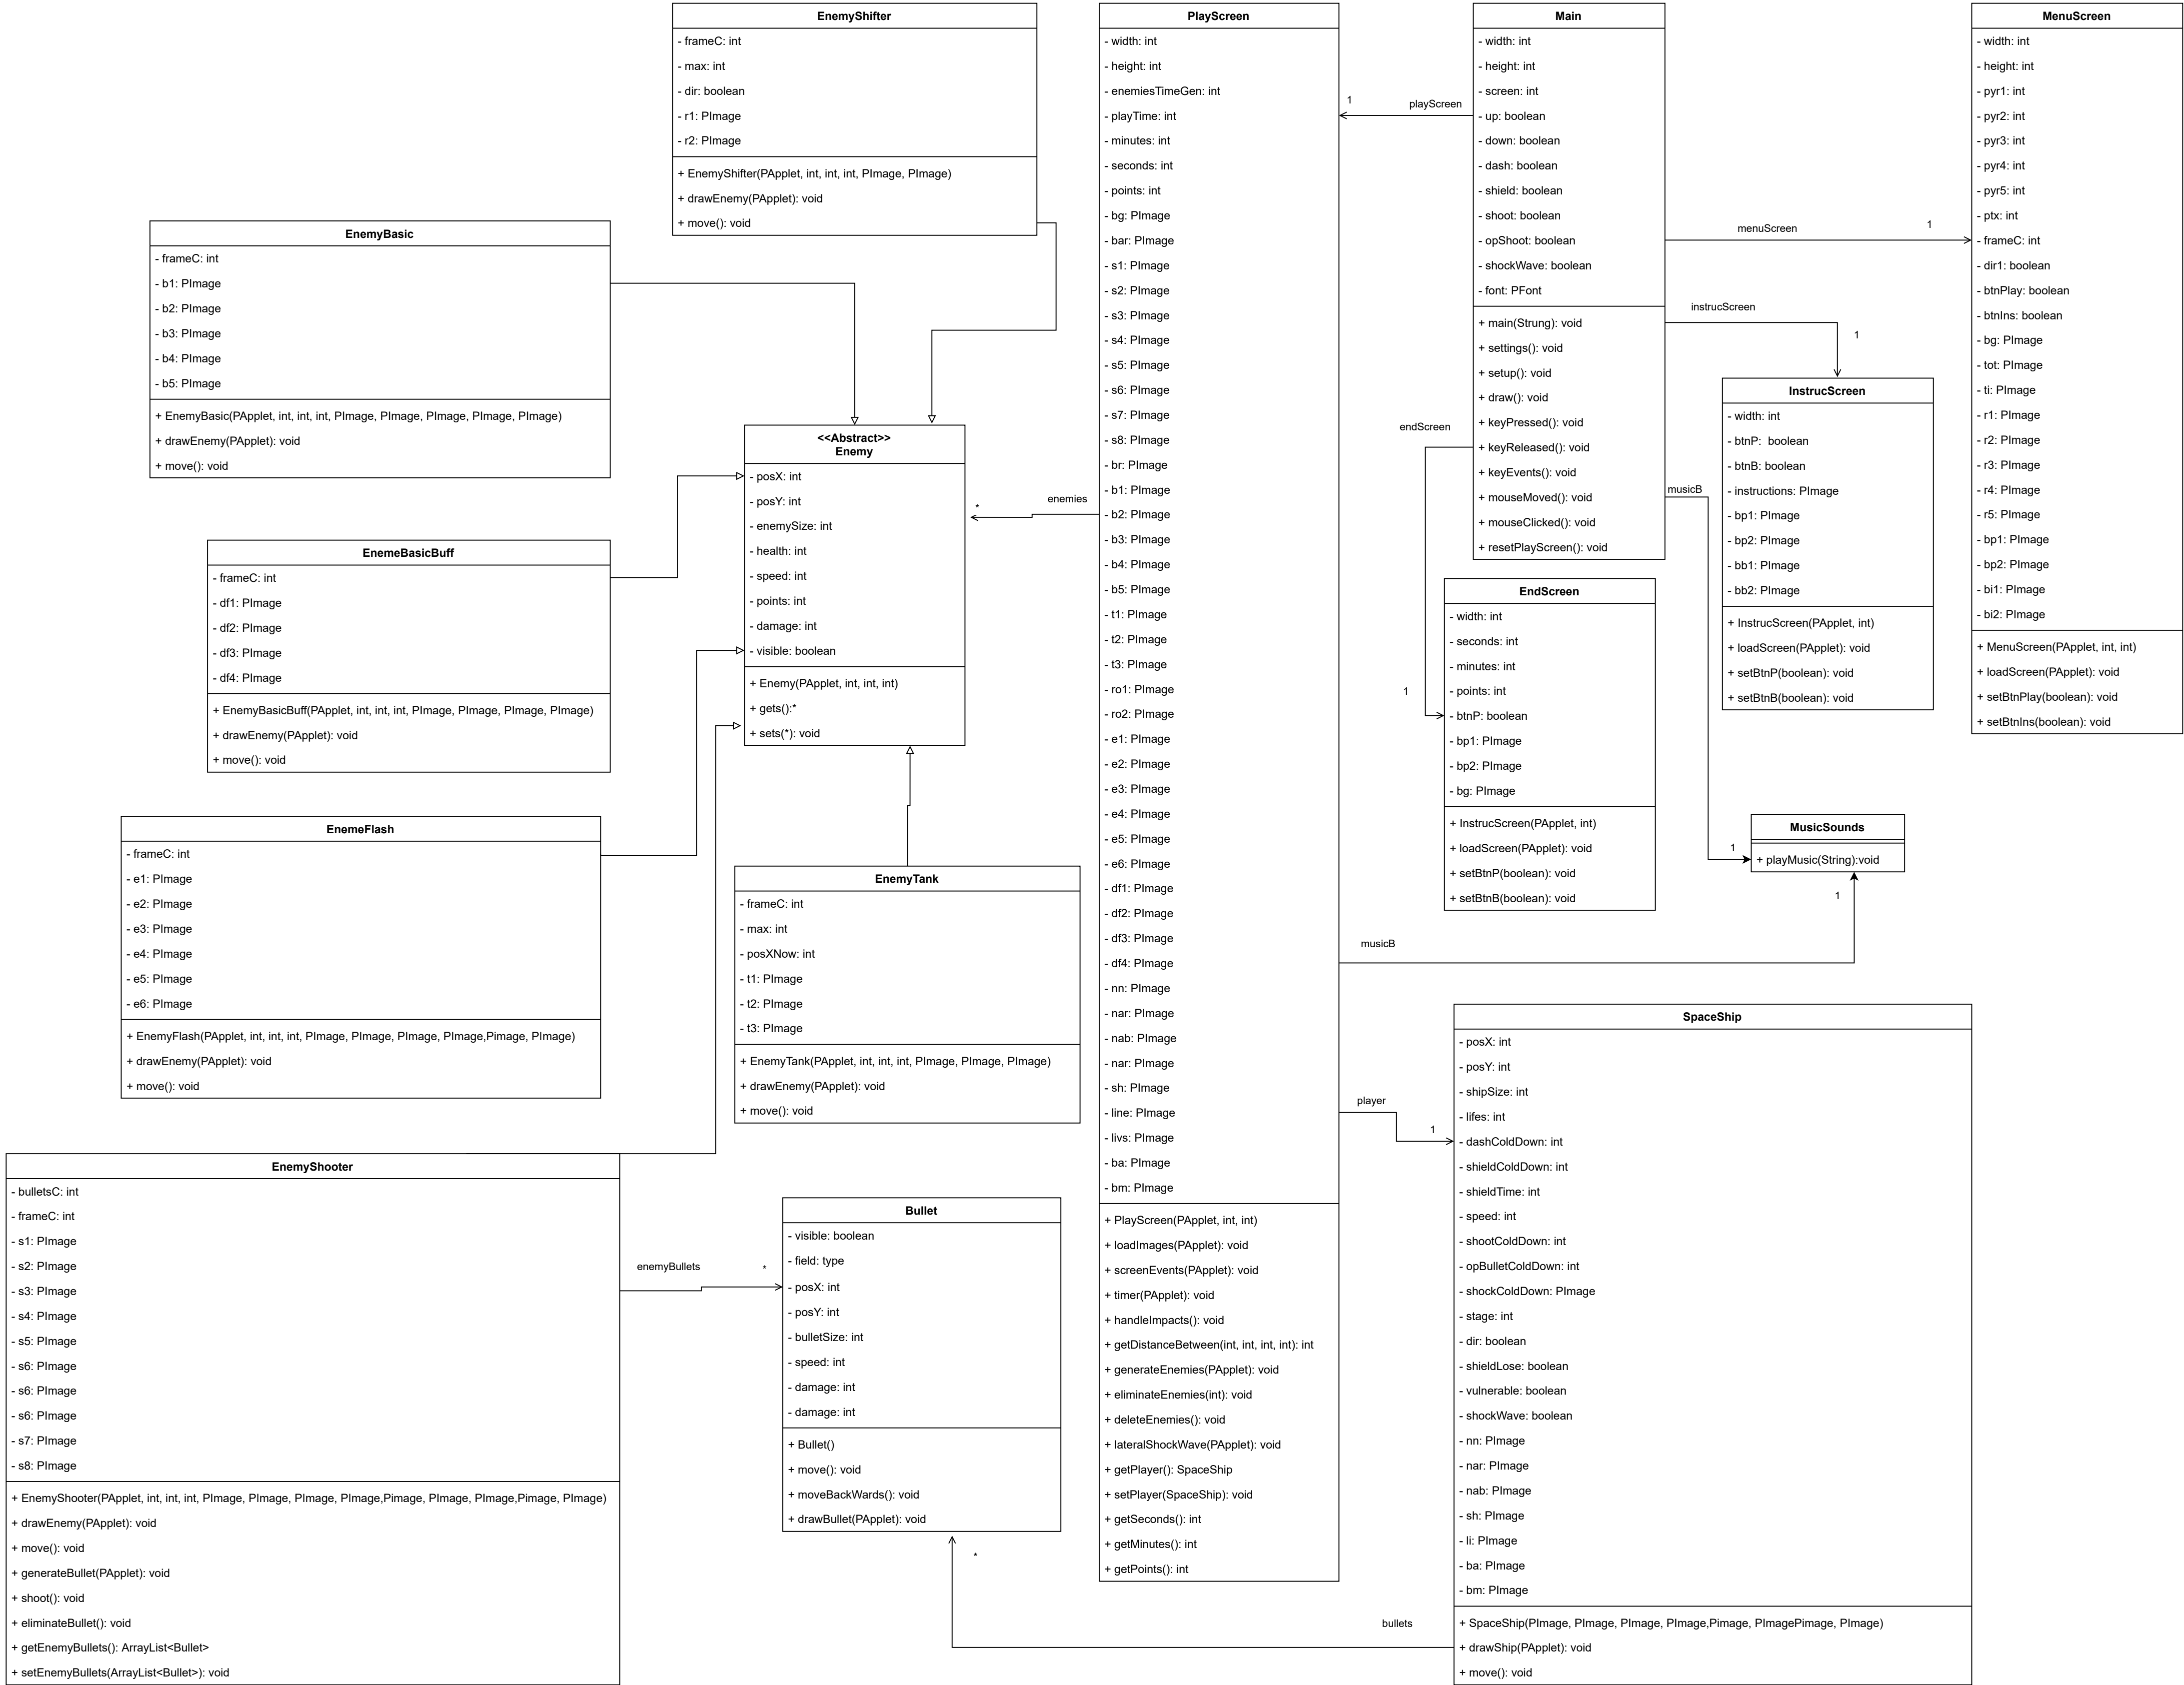 EnemyShifter
- frameC: int
- max: int
- dir: boolean
- r1: PImage
- r2: PImage
+ EnemyShifter(PApplet, int, int, int, PImage, PImage)
+ drawEnemy(PApplet): void
+ move(): void
EnemyBasic
- frameC: int
- b1: PImage
- b2: PImage
- b3: PImage
- b4: PImage
- b5: PImage
+ EnemyBasic(PApplet, int, int, int, PImage, PImage, PImage, PImage, PImage)
+ drawEnemy(PApplet): void
+ move(): void
EnemeBasicBuff
- frameC: int
- df1: PImage
- df2: PImage
- df3: PImage
- df4: PImage
+ EnemyBasicBuff(PApplet, int, int, int, PImage, PImage, PImage, PImage)
+ drawEnemy(PApplet): void
+ move(): void
EnemeFlash
- frameC: int
- e1: PImage
- e2: PImage
- e3: PImage
- e4: PImage
- e5: PImage
- e6: PImage
+ EnemyFlash(PApplet, int, int, int, PImage, PImage, PImage, PImage,Pimage, PImage)
+ drawEnemy(PApplet): void
+ move(): void
EnemyShooter
- bulletsC: int
- frameC: int
- s1: PImage
- s2: PImage
- s3: PImage
- s4: PImage
- s5: PImage
- s6: PImage
- s6: PImage
- s6: PImage
- s7: PImage
- s8: PImage
+ EnemyShooter(PApplet, int, int, int, PImage, PImage, PImage, PImage,Pimage, PImage, PImage,Pimage, PImage)
+ drawEnemy(PApplet): void
+ move(): void
+ generateBullet(PApplet): void
+ shoot(): void
+ eliminateBullet(): void
+ getEnemyBullets(): ArrayList<Bullet>
+ setEnemyBullets(ArrayList<Bullet>): void
<<Abstract>>
Enemy
- posX: int
- posY: int
- enemySize: int
- health: int
- speed: int
- points: int
- damage: int
- visible: boolean
+ Enemy(PApplet, int, int, int)
+ gets():*
+ sets(*): void
EnemyTank
- frameC: int
- max: int
- posXNow: int
- t1: PImage
- t2: PImage
- t3: PImage
+ EnemyTank(PApplet, int, int, int, PImage, PImage, PImage)
+ drawEnemy(PApplet): void
+ move(): void
enemyBullets
*
Bullet
- visible: boolean
- field: type
- posX: int
- posY: int
- bulletSize: int
- speed: int
- damage: int
- damage: int
+ Bullet()
+ move(): void
+ moveBackWards(): void
+ drawBullet(PApplet): void
*
bullets
enemies
*
PlayScreen
- width: int
- height: int
- enemiesTimeGen: int
- playTime: int
- minutes: int
- seconds: int
- points: int
- bg: PImage
- bar: PImage
- s1: PImage
- s2: PImage
- s3: PImage
- s4: PImage
- s5: PImage
- s6: PImage
- s7: PImage
- s8: PImage
- br: PImage
- b1: PImage
- b2: PImage
- b3: PImage
- b4: PImage
- b5: PImage
- t1: PImage
- t2: PImage
- t3: PImage
- ro1: PImage
- ro2: PImage
- e1: PImage
- e2: PImage
- e3: PImage
- e4: PImage
- e5: PImage
- e6: PImage
- df1: PImage
- df2: PImage
- df3: PImage
- df4: PImage
- nn: PImage
- nar: PImage
- nab: PImage
- nar: PImage
- sh: PImage
- line: PImage
- livs: PImage
- ba: PImage
- bm: PImage
+ PlayScreen(PApplet, int, int)
+ loadImages(PApplet): void
+ screenEvents(PApplet): void
+ timer(PApplet): void
+ handleImpacts(): void
+ getDistanceBetween(int, int, int, int): int
+ generateEnemies(PApplet): void
+ eliminateEnemies(int): void
+ deleteEnemies(): void
+ lateralShockWave(PApplet): void
+ getPlayer(): SpaceShip
+ setPlayer(SpaceShip): void
+ getSeconds(): int
+ getMinutes(): int
+ getPoints(): int
1
playScreen
Main
- width: int
- height: int
- screen: int
- up: boolean
- down: boolean
- dash: boolean
- shield: boolean
- shoot: boolean
- opShoot: boolean
- shockWave: boolean
- font: PFont
+ main(Strung): void
+ settings(): void
+ setup(): void
+ draw(): void
+ keyPressed(): void
+ keyReleased(): void
+ keyEvents(): void
+ mouseMoved(): void
+ mouseClicked(): void
+ resetPlayScreen(): void
menuScreen
1
instrucScreen
1
endScreen
1
musicB
1
EndScreen
- width: int
- seconds: int
- minutes: int
- points: int
- btnP: boolean
- bp1: PImage
- bp2: PImage
- bg: PImage
+ InstrucScreen(PApplet, int)
+ loadScreen(PApplet): void
+ setBtnP(boolean): void
+ setBtnB(boolean): void
InstrucScreen
- width: int
- btnP:  boolean
- btnB: boolean
- instructions: PImage
- bp1: PImage
- bp2: PImage
- bb1: PImage
- bb2: PImage
+ InstrucScreen(PApplet, int)
+ loadScreen(PApplet): void
+ setBtnP(boolean): void
+ setBtnB(boolean): void
MenuScreen
- width: int
- height: int
- pyr1: int
- pyr2: int
- pyr3: int
- pyr4: int
- pyr5: int
- ptx: int
- frameC: int
- dir1: boolean
- btnPlay: boolean
- btnIns: boolean
- bg: PImage
- tot: PImage
- ti: PImage
- r1: PImage
- r2: PImage
- r3: PImage
- r4: PImage
- r5: PImage
- bp1: PImage
- bp2: PImage
- bi1: PImage
- bi2: PImage
+ MenuScreen(PApplet, int, int)
+ loadScreen(PApplet): void
+ setBtnPlay(boolean): void
+ setBtnIns(boolean): void
MusicSounds
+ playMusic(String):void
1
musicB
player
1
SpaceShip
- posX: int
- posY: int
- shipSize: int
- lifes: int
- dashColdDown: int
- shieldColdDown: int
- shieldTime: int
- speed: int
- shootColdDown: int
- opBulletColdDown: int
- shockColdDown: PImage
- stage: int
- dir: boolean
- shieldLose: boolean
- vulnerable: boolean
- shockWave: boolean
- nn: PImage
- nar: PImage
- nab: PImage
- sh: PImage
- li: PImage
- ba: PImage
- bm: PImage
+ SpaceShip(PImage, PImage, PImage, PImage,Pimage, PImagePimage, PImage)
+ drawShip(PApplet): void
+ move(): void